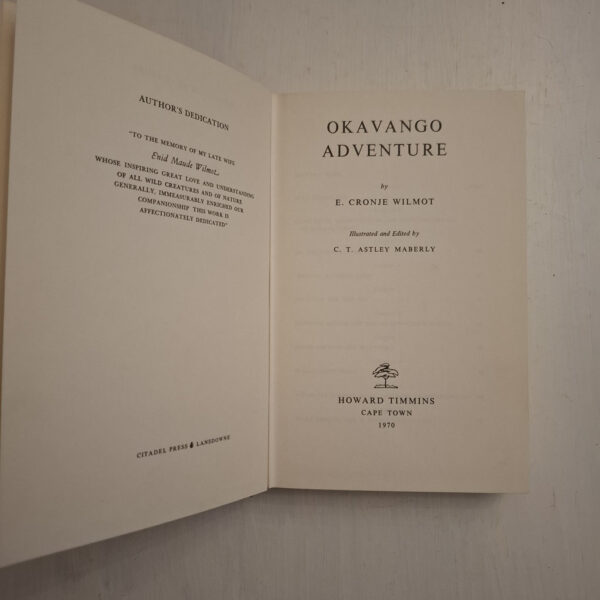 AUTHOR'S DEDICATION
"TO THE MEMORY OF MY LATE WIFE
Enid Maude Wilmot,
WHOSE INSPIRING GREAT LOVE AND UNDERSTANDING
OF ALL WILD CREATURES AND OF NATURE
GENERALLY, IMMEASURABLY ENRICHED OUR
COMPANIONSHIP THIS WORK IS
AFFECTIONATELY DEDICATED"
CITADEL PRESS LANSDOWNE
OKAVANGO
ADVENTURE
by
E. CRONJE WILMOT
Illustrated and Edited by
C. T. ASTLEY MABERLY
HOWARD TIMMINS
CAPE TOWN
1970